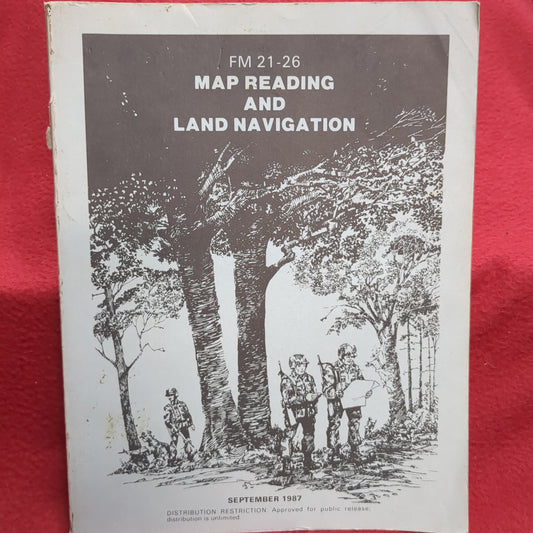 FM 21-26
MAP READING
AND
LAND NAVIGATION
SEPTEMBER 1987
DISTRIBUTION RESTRICTION: Approved for public release;
distribution is unlimited.